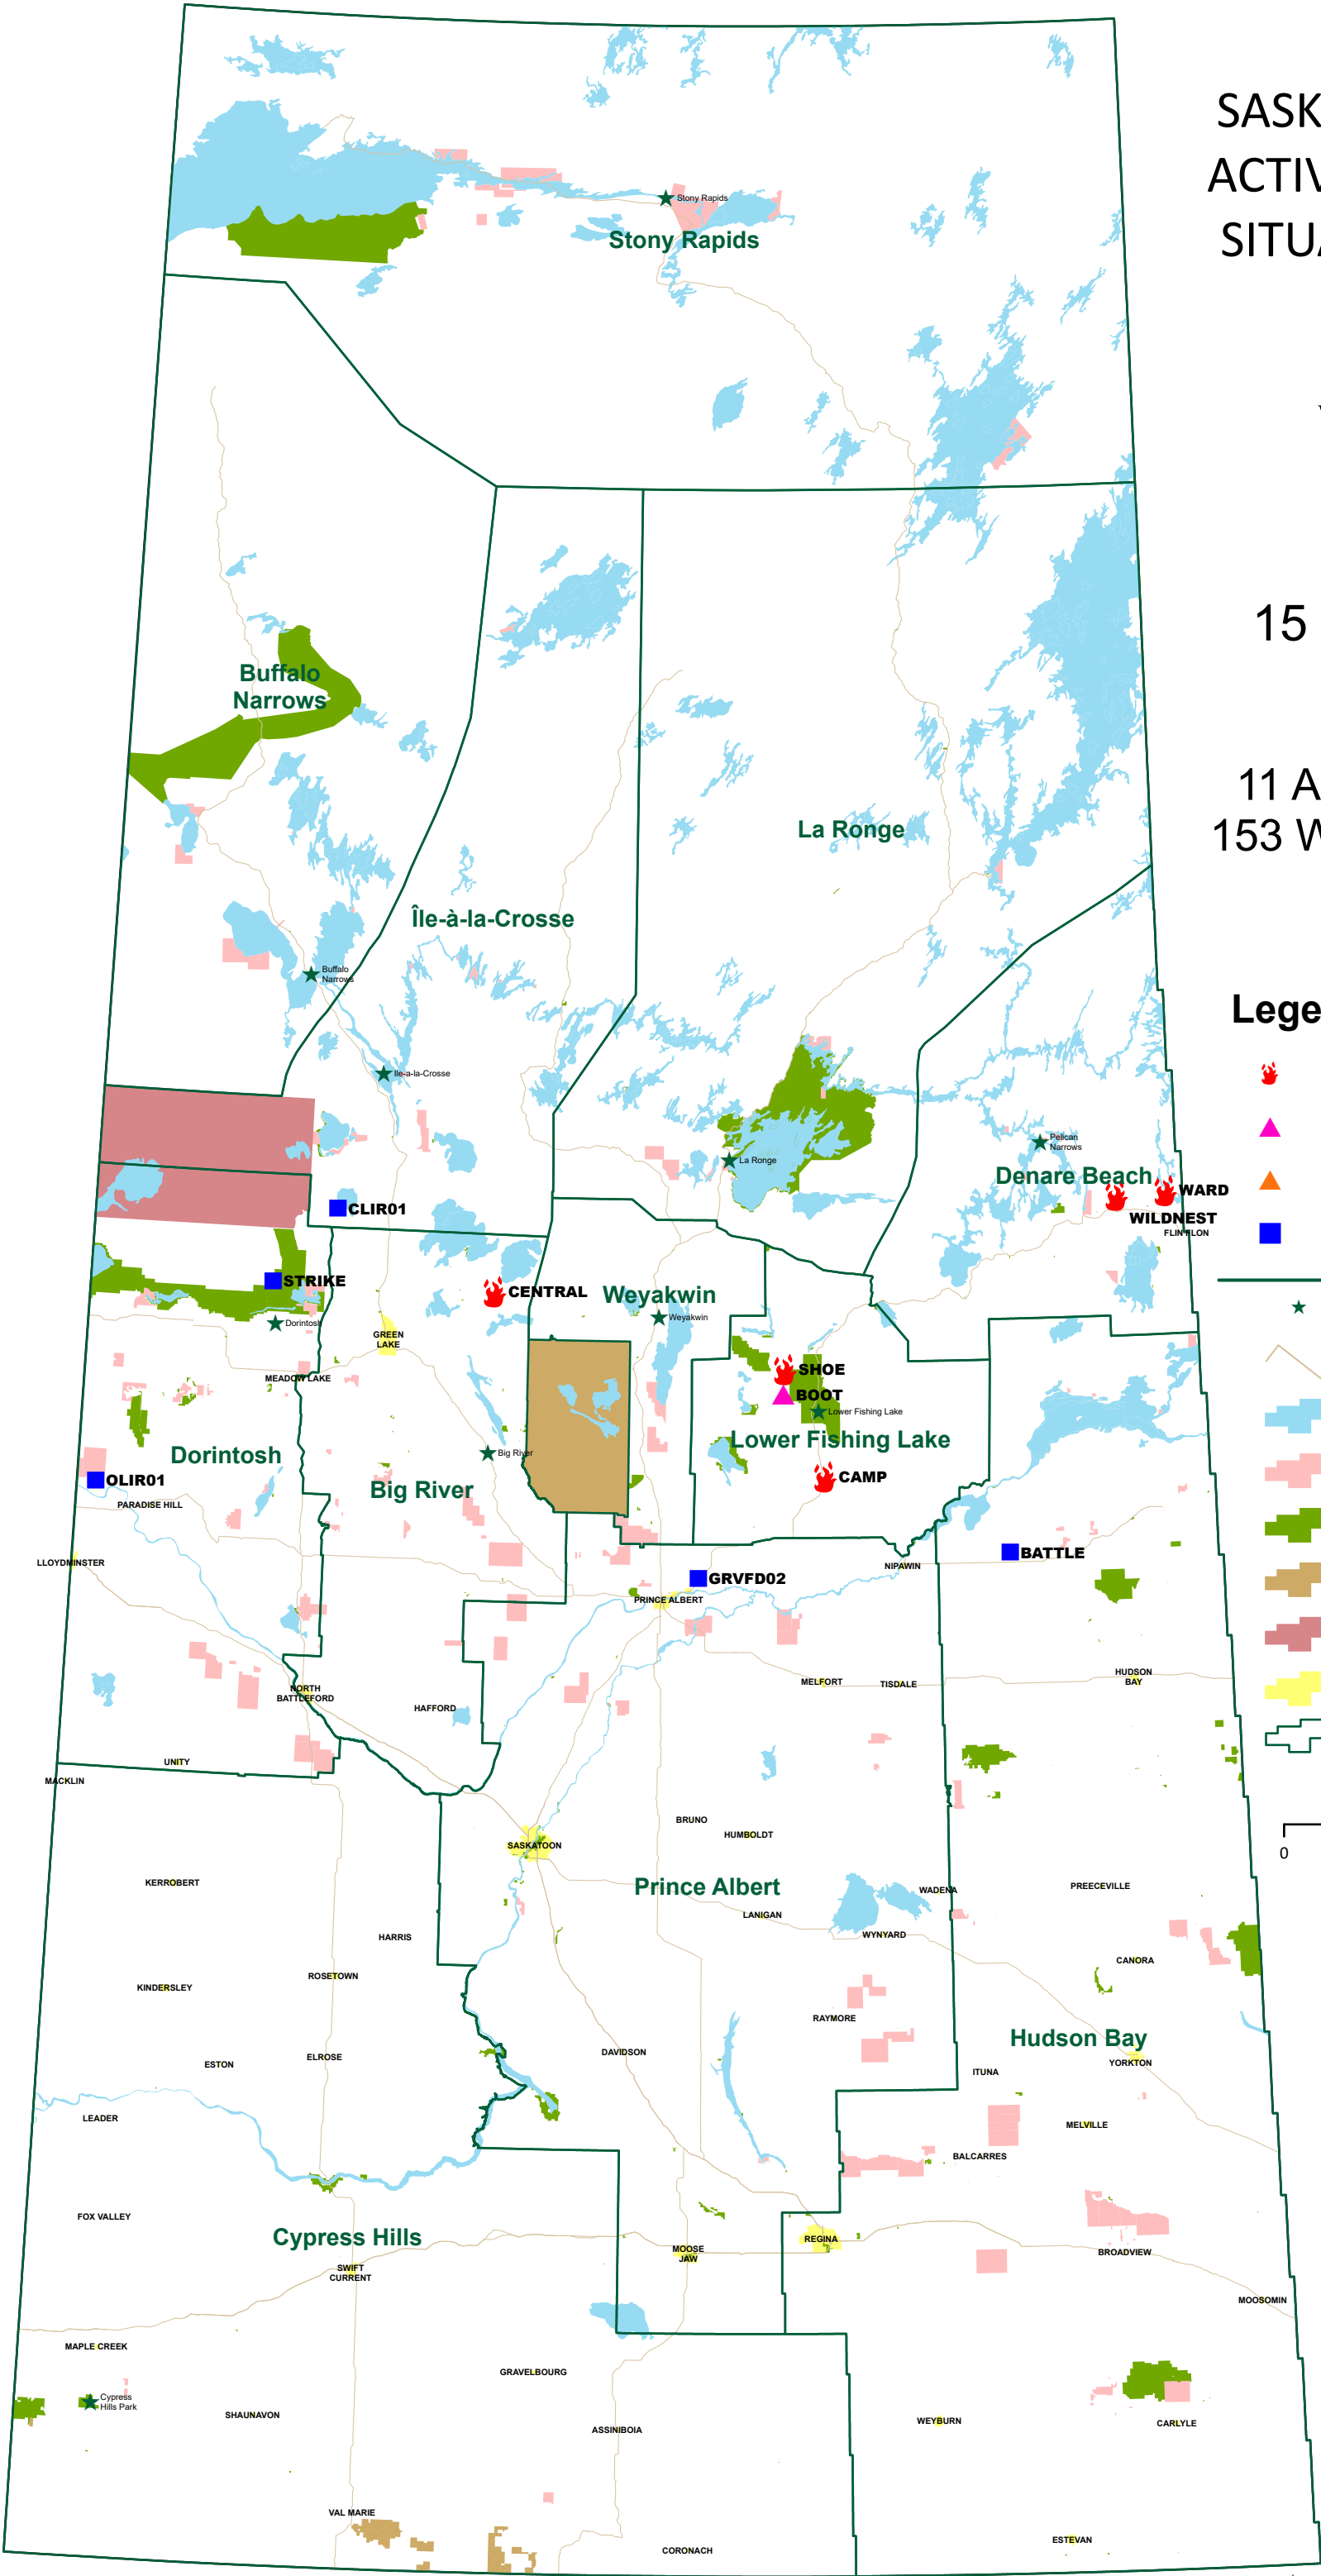 SASK
ACTIV
SITUA
Stony Rapids
Stony Rapids
15
Buffalo
Narrows
11 A
153 W
La Ronge
Île-à-la-Crosse
Buffalo
Narrows
Lege
Ile-a-la-Crosse
Pelican
Narrows
La Ronge
Denare Beach
WARD
WILDNEST
FLIN FLON
CLIR01
STRIKE
CENTRAL
Weyakwin
Weyakwin
Dorintosh
GREEN
LAKE
MEADOW LAKE
SHOE
BOOT
Lower Fishing Lake
Lower Fishing Lake
Dorintosh
Big River
Big River
CAMP
OLIR01
PARADISE HILL
LLOYDMINSTER
BATTLE
NIPAWIN
GRVFD02
PRINCE ALBERT
HUDSON
BAY
MELFORT
TISDALE
NORTH
BATTLEFORD
HAFFORD
UNITY
MACKLIN
BRUNO
HUMBOLDT
SASKATOON
0
KERROBERT
Prince Albert
PREECEVILLE
WADENA
LANIGAN
WYNYARD
HARRIS
CANORA
ROSETOWN
KINDERSLEY
RAYMORE
Hudson Bay
DAVIDSON
ELROSE
ESTON
YORKTON
ITUNA
LEADER
MELVILLE
BALCARRES
FOX VALLEY
Cypress Hills
REGINA
MOOSE
JAW
BROADVIEW
SWIFT
CURRENT
MOOSOMIN
MAPLE CREEK
GRAVELBOURG
Cypress
Hills Park
SHAUNAVON
ASSINIBOIA
WEYBURN
CARLYLE
VAL MARIE
ESTEVAN
CORONACH